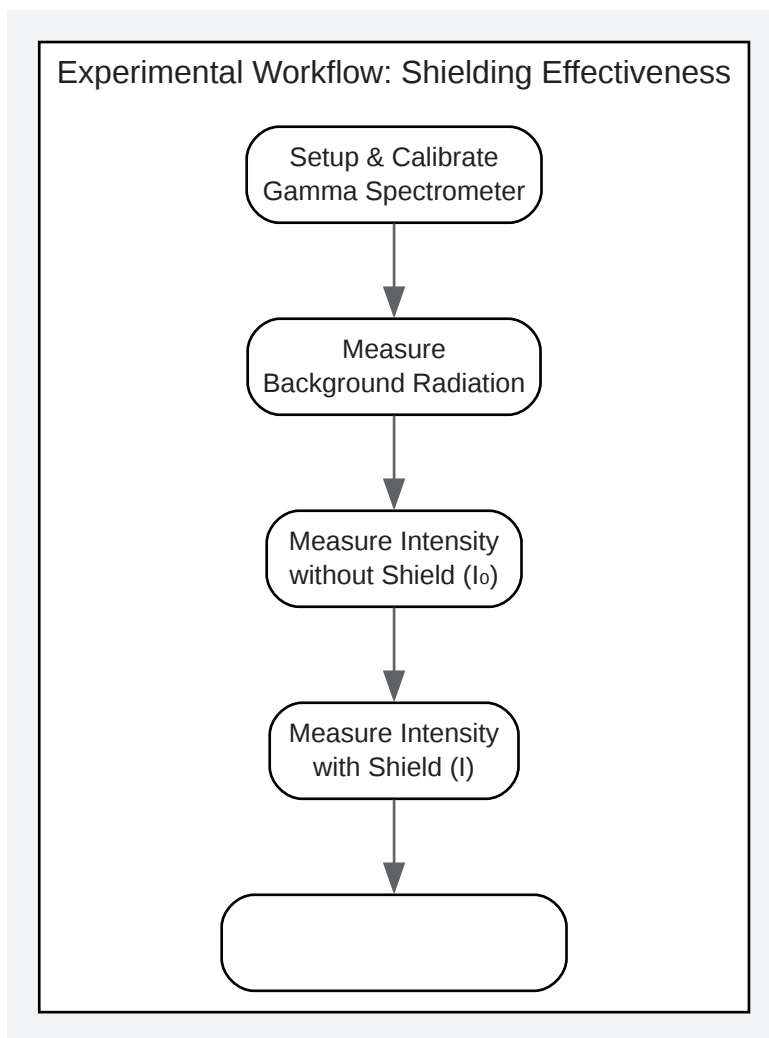 Experimental Workflow: Shielding Effectiveness
Setup & Calibrate
Gamma Spectrometer
Measure
Background Radiation
Measure Intensity
without Shield (I₀)
Measure Intensity
with Shield (I)